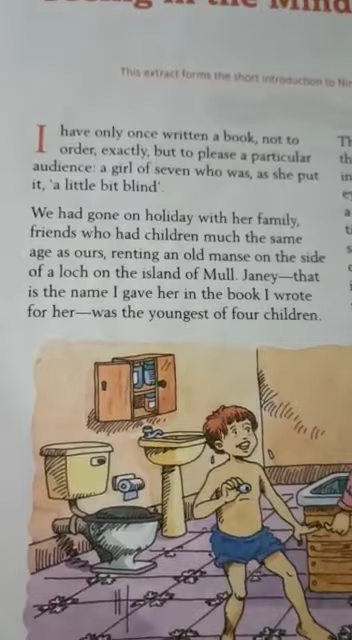 in the Mind
This extract forms the short introduction to
I have only once written a book, not to
order, exactly, but to please a particular
audience: a girl of seven who was, as she put
it, 'a little bit blind'.
We had gone on holiday with her family,
friends who had children much the same
age as ours, renting an old manse on the side
of a loch on the island of Mull. Janey—that
is the name I gave her in the book I wrote
for her—was the youngest of four children.